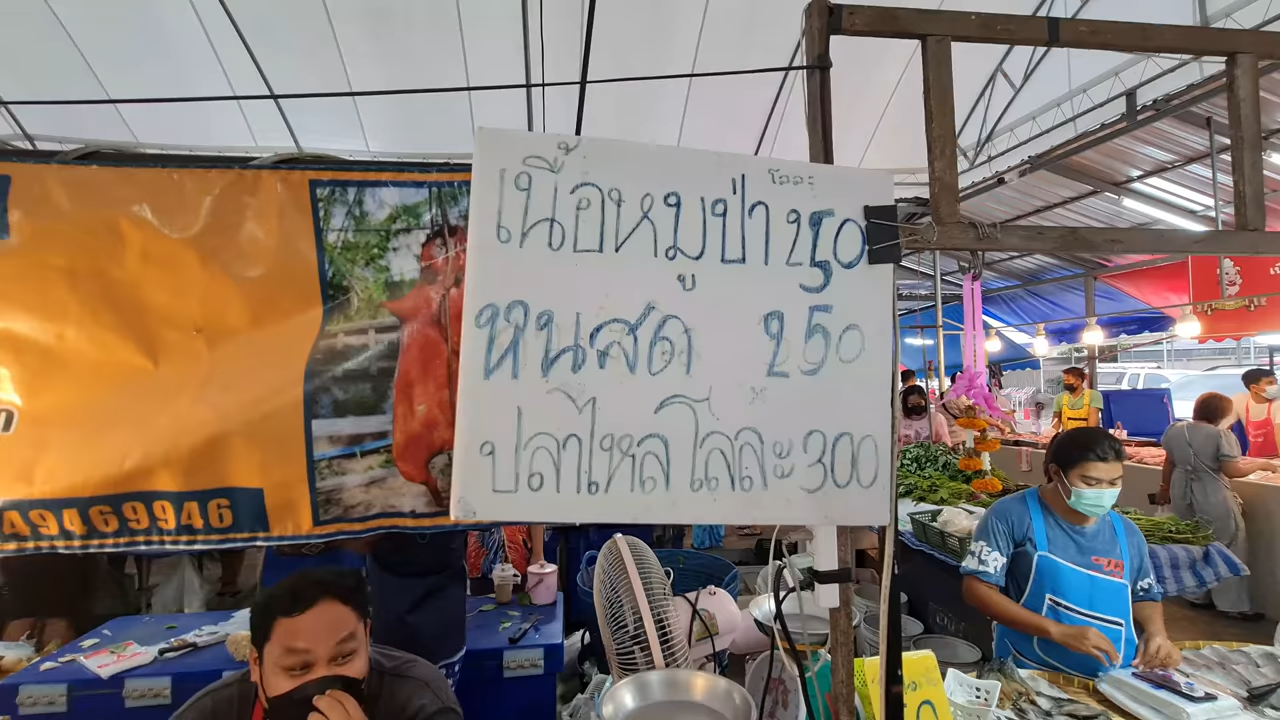 โลละ
เนื้อหมูป่า 250
หนูสด 250
ปลาไหลโลละ 300
49469946